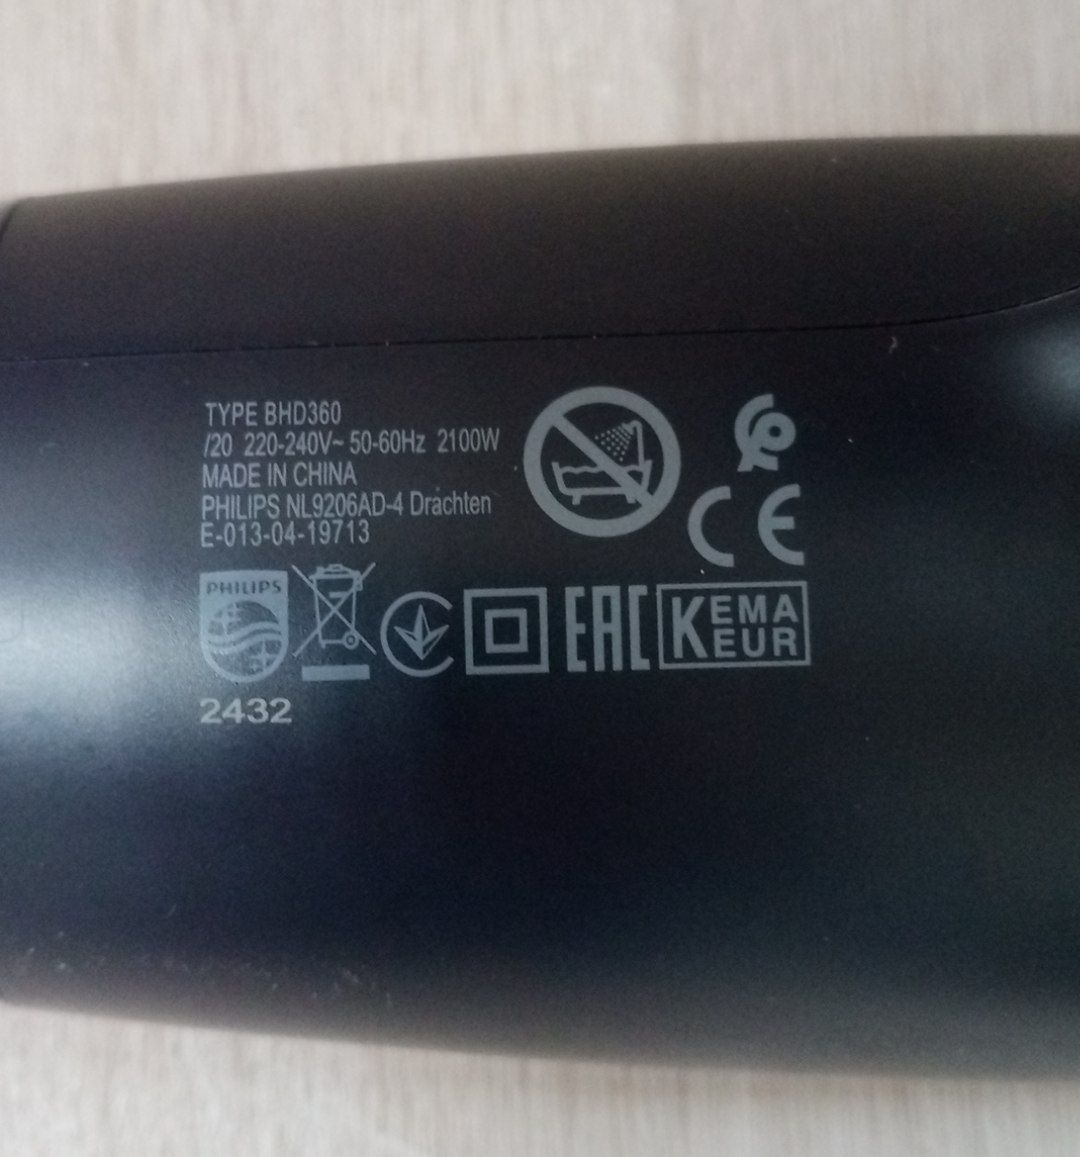 TYPE BHD360
/20 220-240V~ 50-60Hz 2100W
MADE IN CHINA
PHILIPS NL9206AD-4 Drachten
E-013-04-19713
PHILIPS
EAC
KEMA
KEUR
2432
CE